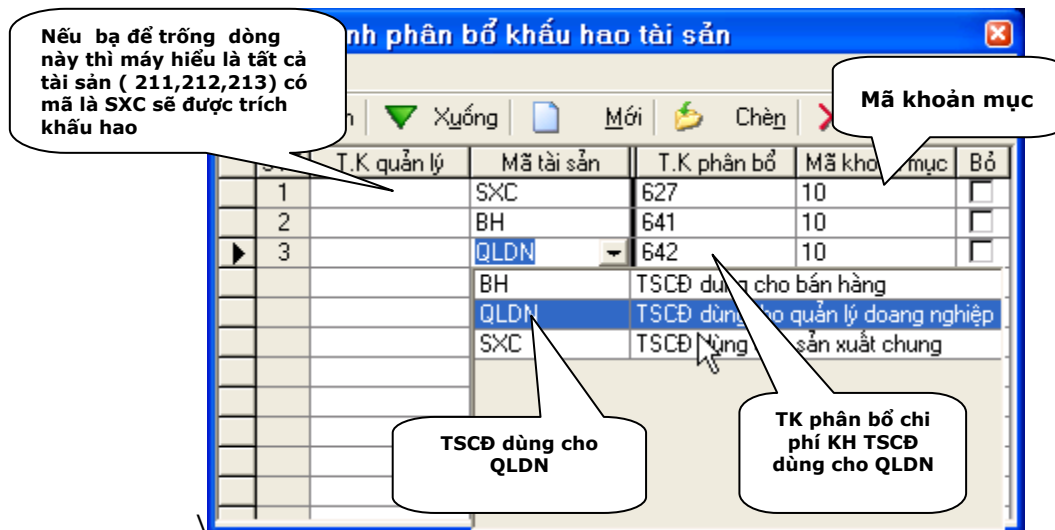 Nếu bạ để trống dòng
này thì máy hiểu là tất cả
tài sản ( 211,212,213) có
mã là SXC sẽ được trích
khấu hao
nh phân bổ khấu hao tài sản
Mã khoản mục
Xuống Mới Chèn
T.K quản lý Mã tài sản T.K phân bổ Mã kho mục Bỏ
1 SXC 627 10
2 BH 641 10
3 QLDN 642 10
BH TSCĐ dùng cho bán hàng
QLDN TSCĐ dùng quản lý doang nghiệp
SXC TSCĐ sản xuất chung
TSCĐ dùng cho
QLDN
TK phân bổ chi
phí KH TSCĐ
dùng cho QLDN
\